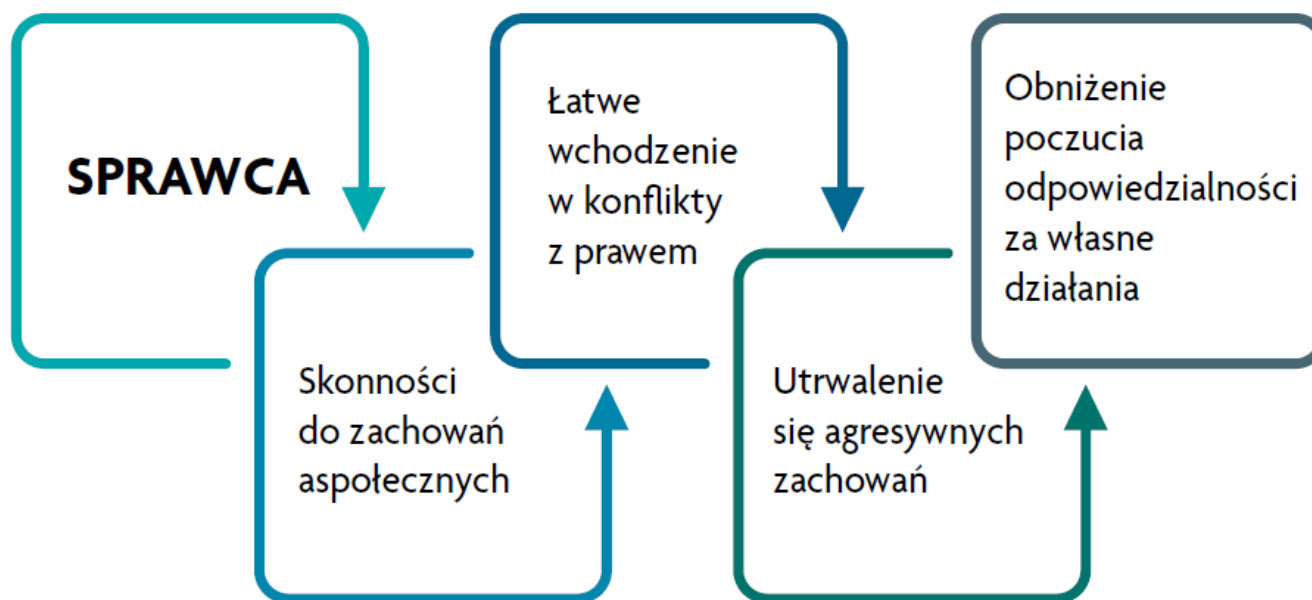 SPRAWCA
Skonności
do zachowań
aspołecznych
Łatwe
wchodzenie
w konflikty
z prawem
Utrwalenie
się agresywnych
zachowań
Obniżenie
poczucia
odpowiedzialności
za własne
działania